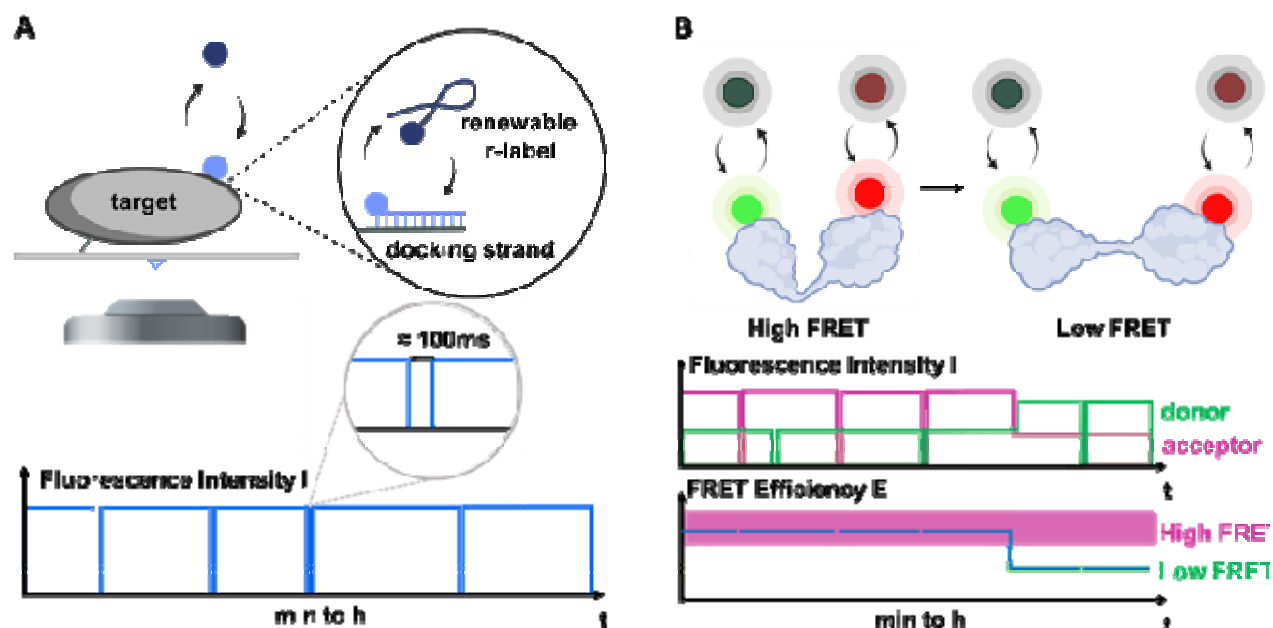 A
B
renewable
r-label
target
docking strand
High FRET
Low FRET
≈ 100ms
Fluorescence Intensity I
donor
acceptor
t
Fluorescence Intensity I
FRET Efficiency E
High FRET
Low FRET
min to h
t
min to h
t